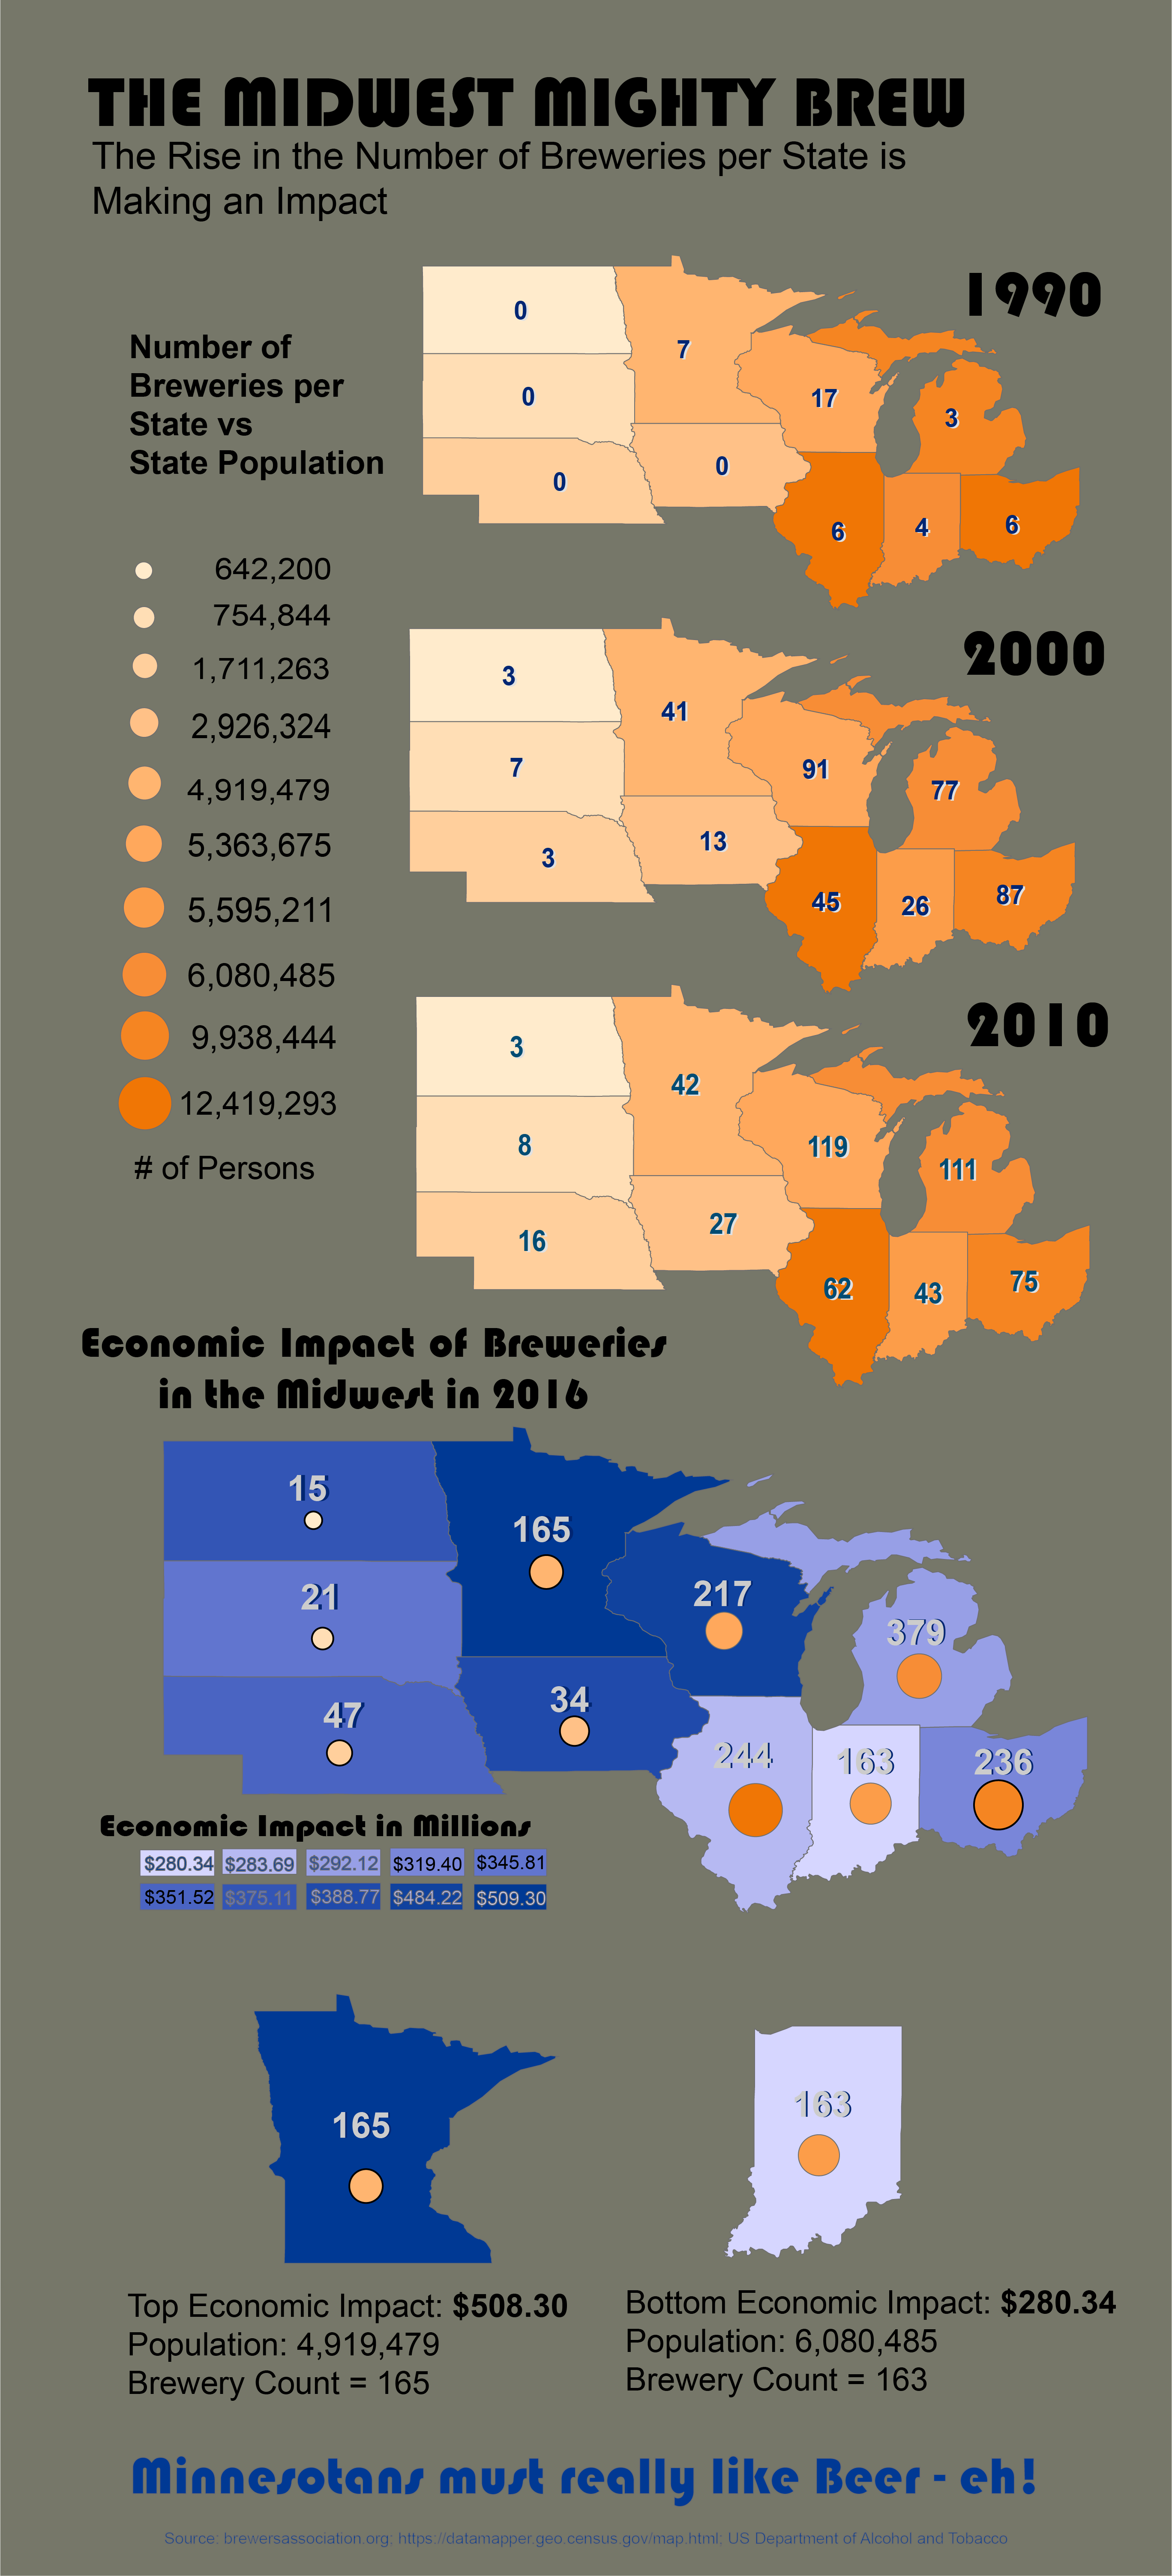 THE MIDWEST MIGHTY BREW
The Rise in the Number of Breweries per State is
Making an Impact
1990
Number of
Breweries per
State vs
State Population
0
7
0
17
3
0
0
6
4
6
642,200
754,844
1,711,263
2,926,324
4,919,479
5,363,675
5,595,211
6,080,485
9,938,444
12,419,293
# of Persons
2000
3
41
7
91
77
3
13
45
26
87
2010
3
42
8
119
111
16
27
62
43
75
Economic Impact of Breweries
in the Midwest in 2016
15
165
21
217
379
47
34
244
163
236
Economic Impact in Millions
$280.34 $283.69 $292.12 $319.40 $345.81
$351.52 $375.11 $388.77 $484.22 $509.30
165
163
Top Economic Impact: $508.30
Population: 4,919,479
Brewery Count = 165
Bottom Economic Impact: $280.34
Population: 6,080,485
Brewery Count = 163
Minnesotans must really like Beer - eh!
Source: brewersassociation.org; https://datamapper.geo.census.gov/map.html; US Department of Alcohol and Tobacco